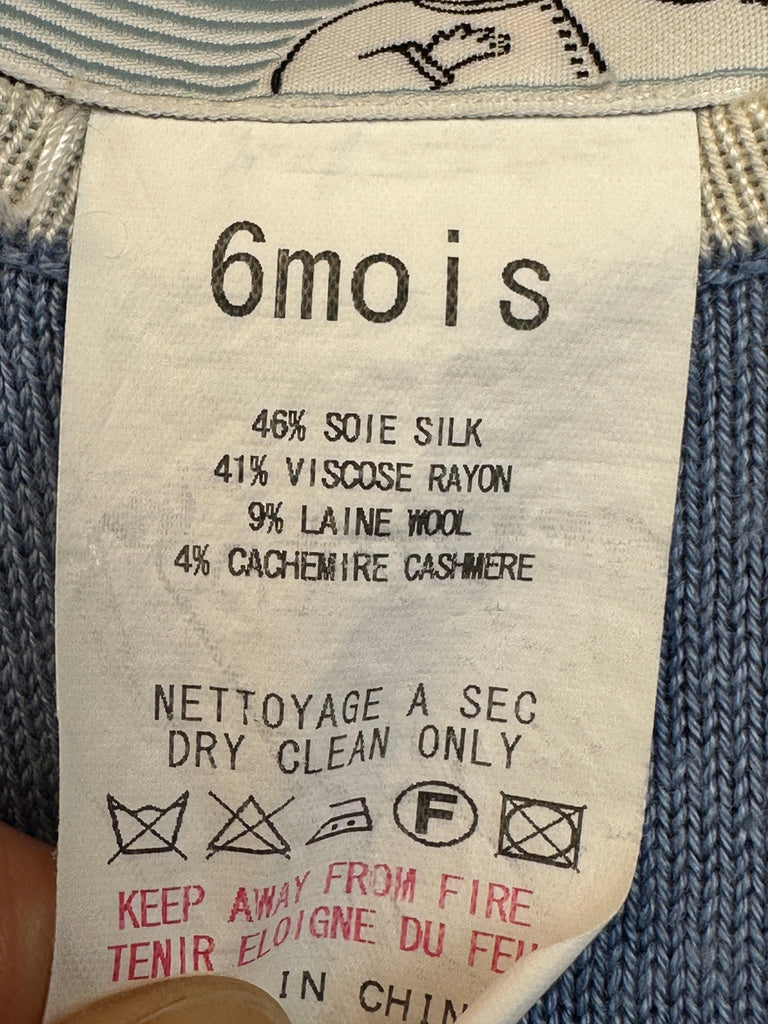 6mois
46% SOIE SILK
41% VISCOSE RAYON
9% LAINE WOOL
4% CACHEMIRE CASHMERE
NETTOYAGE A SEC
DRY CLEAN ONLY
F
KEEP AWAY FROM FIRE
TENIR ELOIGNE DU FEU
IN CHIN